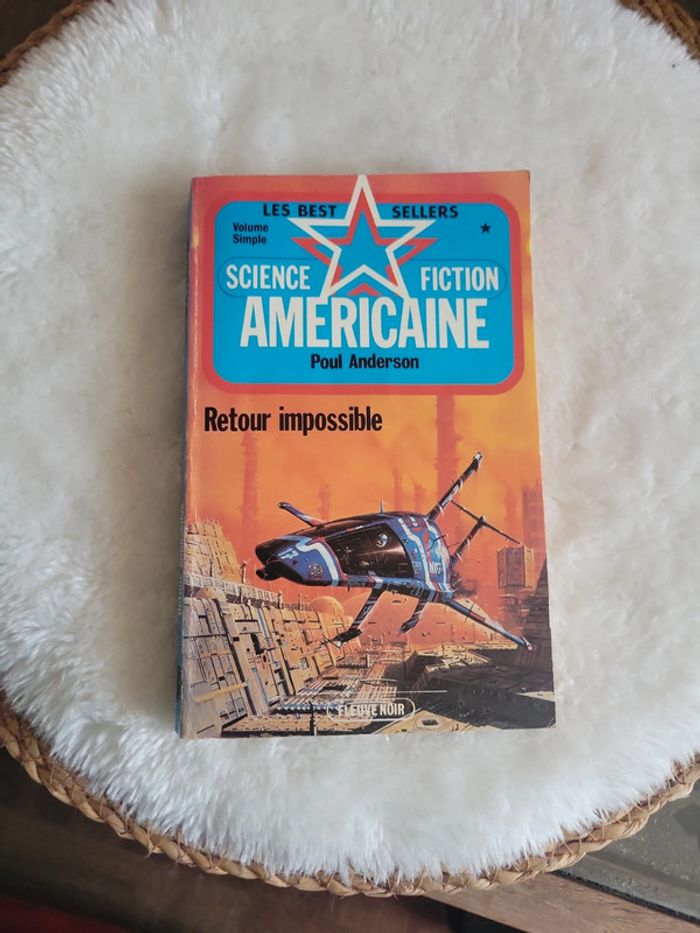 LES BEST SELLERS
Volume
Simple
SCIENCE FICTION
AMERICAINE
Poul Anderson
Retour impossible
FLEUVE NOIR